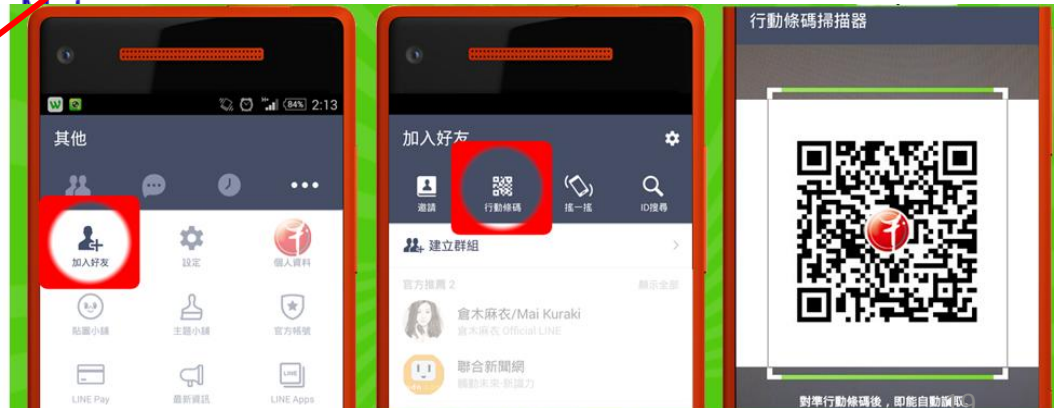 84% 2:13
其他
加入好友
設定
個人資料
貼圖小舖
主題小舖
官方帳號
LINE Pay
最新資訊
LINE
LINE Apps
加入好友
邀請
行動條碼
搖一搖
ID搜尋
建立群組
官方推薦 2
顯示全部
倉木麻衣/Mai Kuraki
倉木麻衣 Official LINE
聯合新聞網
觸動未來·新識力
行動條碼掃描器
對準行動條碼後，即能自動讀取